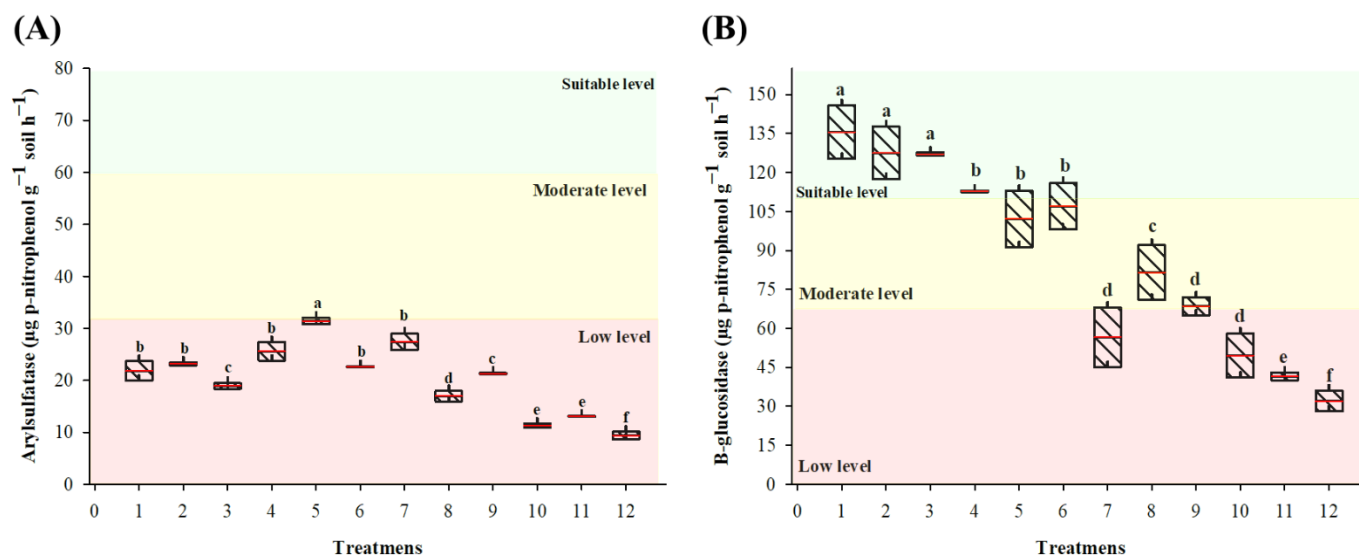 (A)
Arylsulfatase (µg p-nitrophenol g⁻¹ soil h⁻¹)
80
70
60
50
40
30
20
10
0
Suitable level
Moderate level
Low level
b
b
c
b
a
b
b
d
c
e
e
f
0 1 2 3 4 5 6 7 8 9 10 11 12
Treatmens
(B)
B-glucosidase (µg p-nitrophenol g⁻¹ soil h⁻¹)
150
135
120
105
90
75
60
45
30
15
0
Suitable level
Moderate level
Low level
a
a
a
b
b
b
d
c
d
d
e
f
0 1 2 3 4 5 6 7 8 9 10 11 12
Treatmens